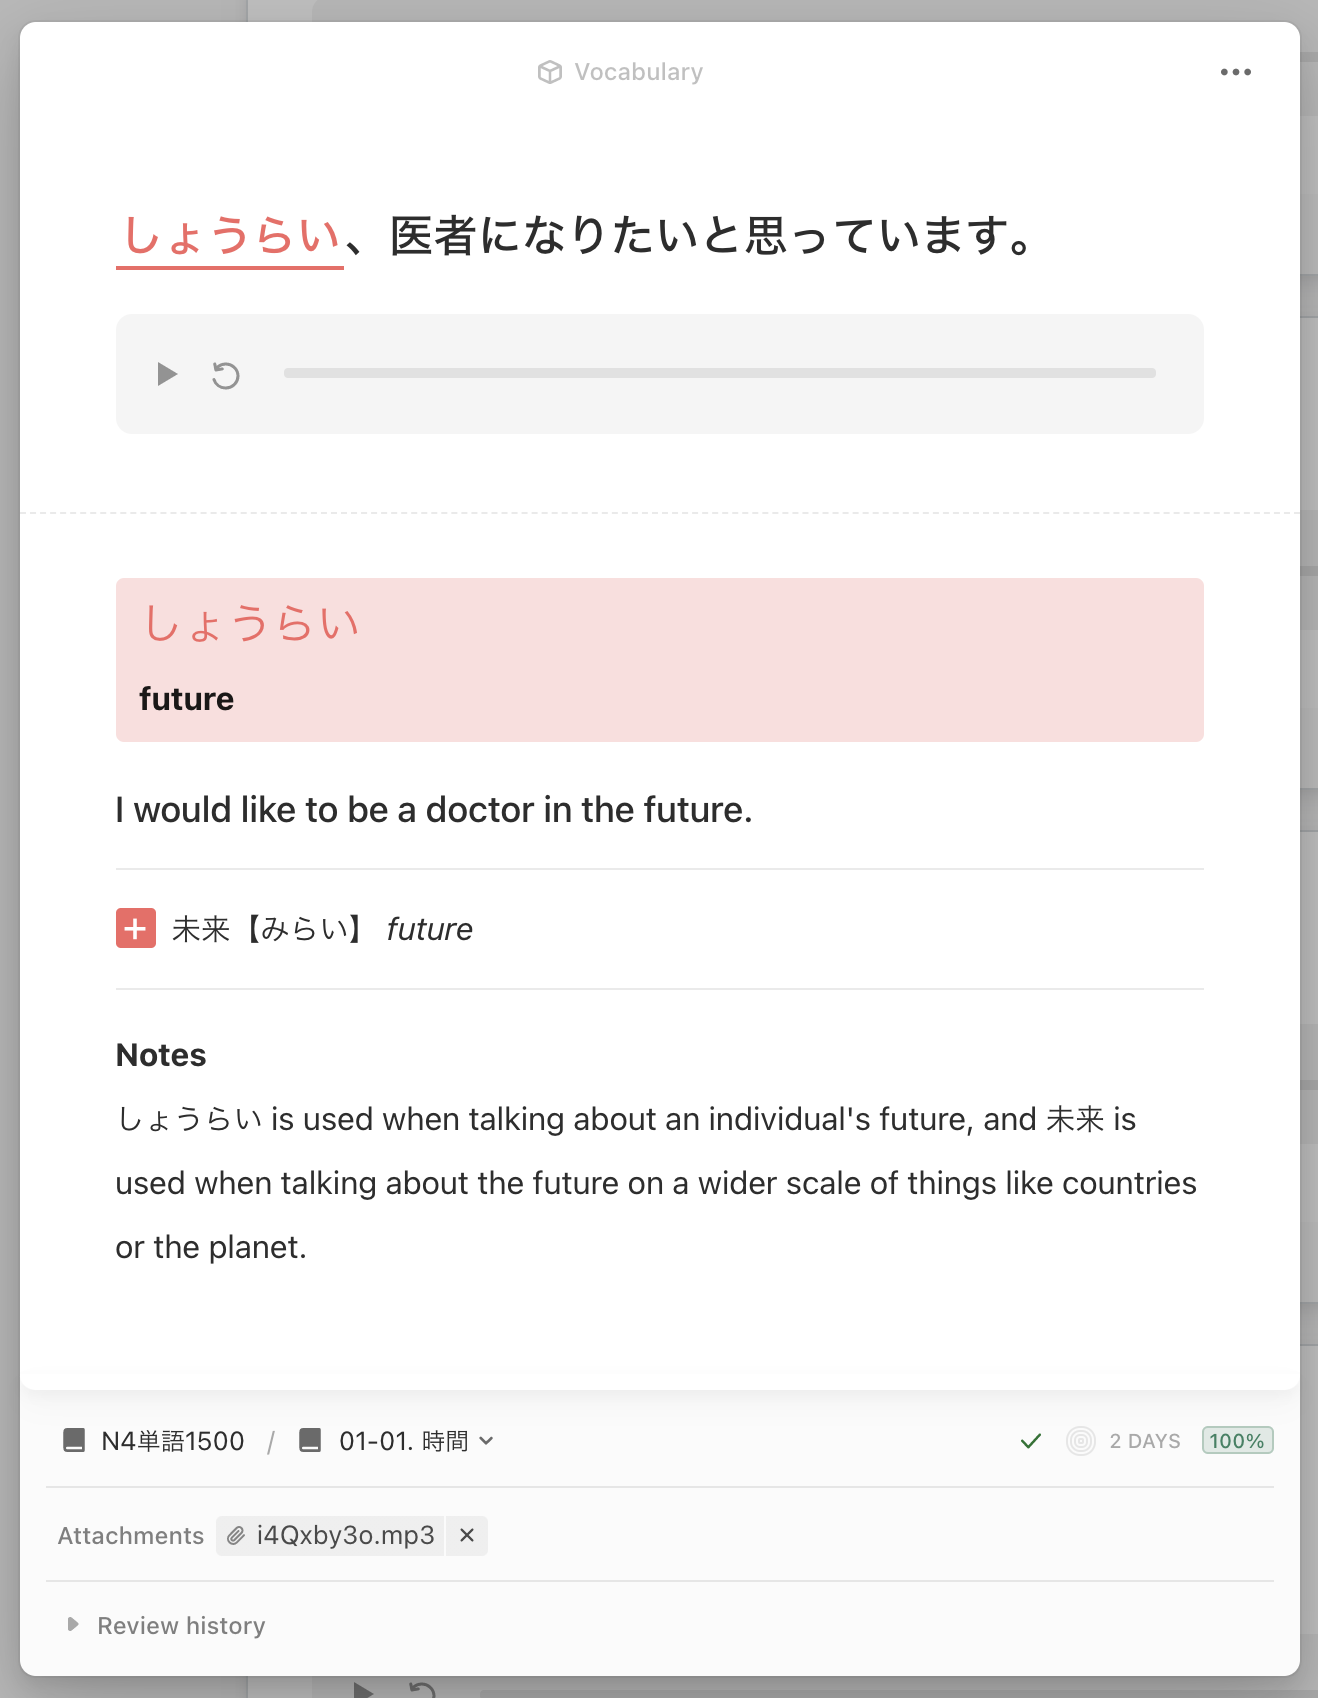 Vocabulary
しょうらい、医者になりたいと思っています。
しょうらい
future
I would like to be a doctor in the future.
未来【みらい】 future
Notes
しょうらい is used when talking about an individual's future, and 未来 is
used when talking about the future on a wider scale of things like countries
or the planet.
N4単語1500 / 01-01. 時間 2 DAYS 100%
Attachments i4Qxby3o.mp3
Review history